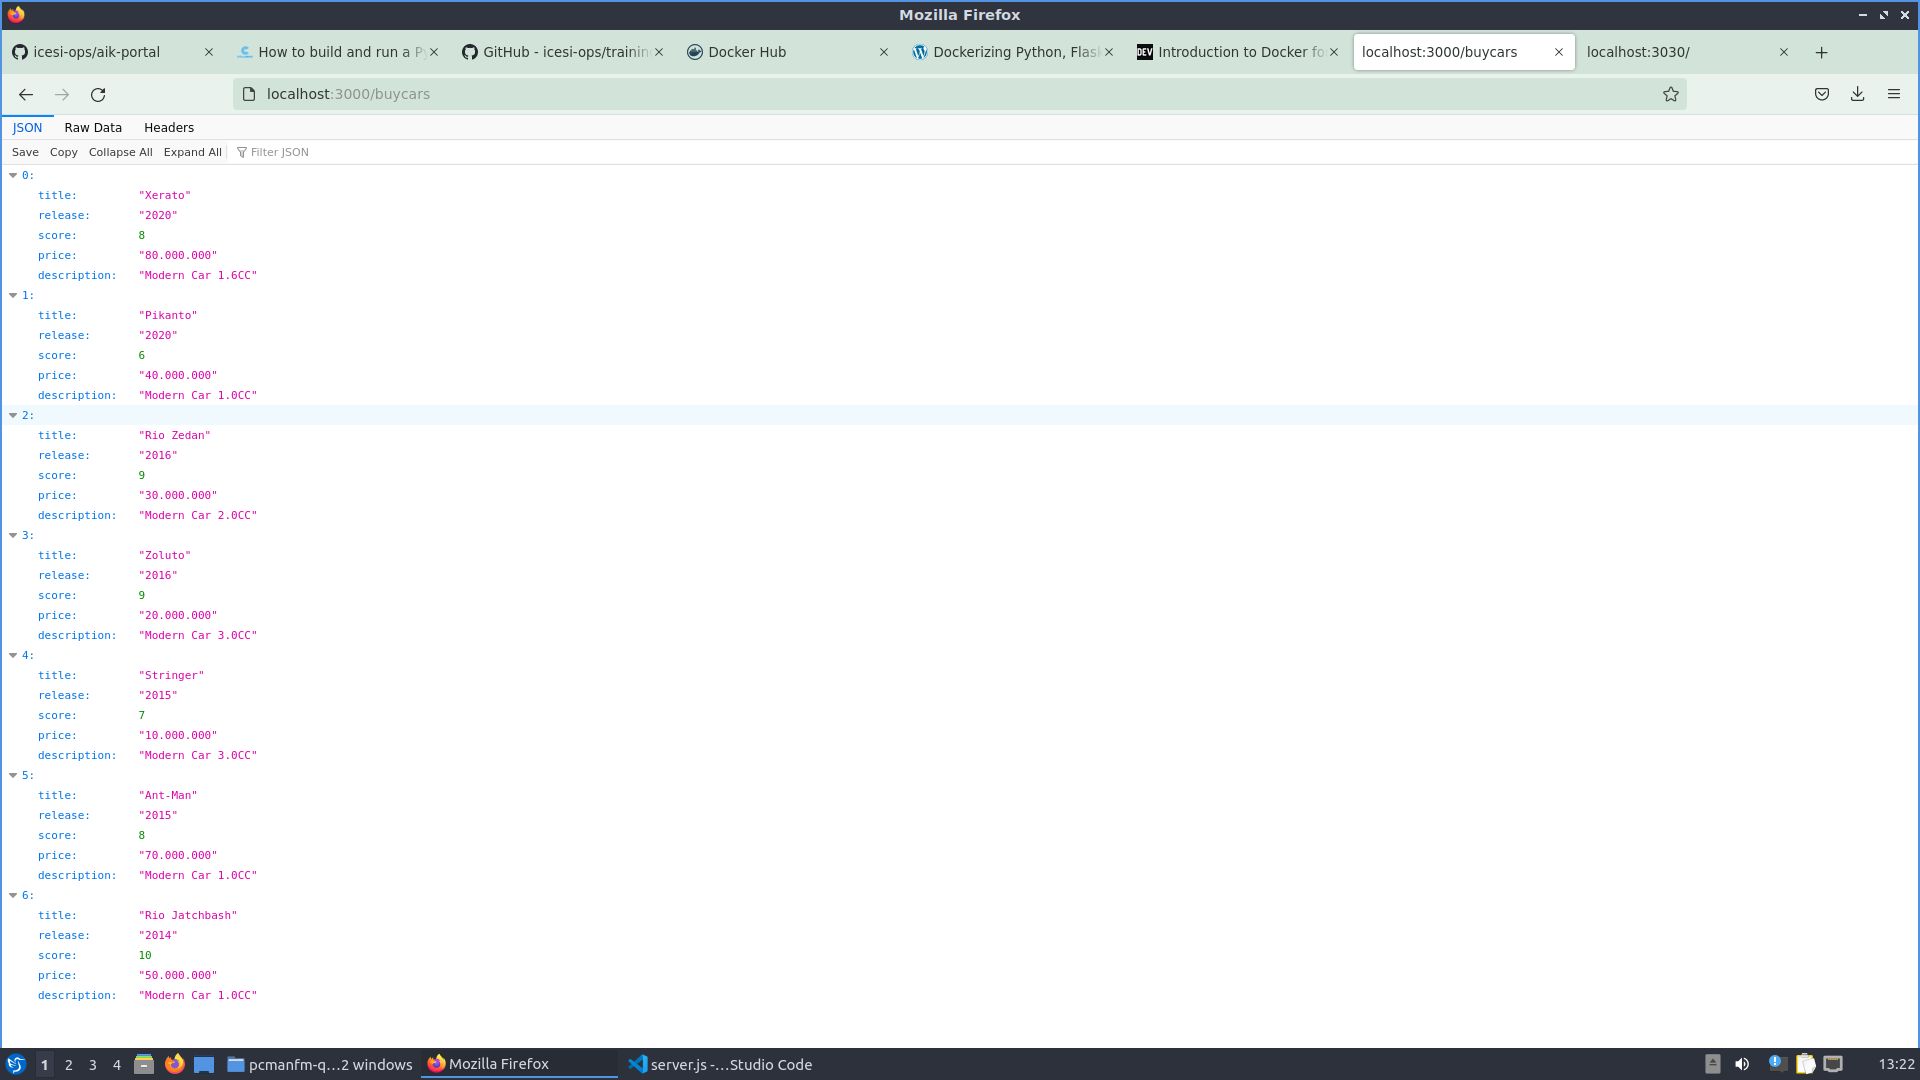 Mozilla Firefox
icesi-ops/aik-portal How to build and run a Py GitHub - icesi-ops/trainin Docker Hub Dockerizing Python, Flas DEV Introduction to Docker fo localhost:3000/buycars localhost:3030/
localhost:3000/buycars
JSON Raw Data Headers
Save Copy Collapse All Expand All Filter JSON
0:
title: "Xerato"
release: "2020"
score: 8
price: "80.000.000"
description: "Modern Car 1.6CC"
1:
title: "Pikanto"
release: "2020"
score: 6
price: "40.000.000"
description: "Modern Car 1.0CC"
2:
title: "Rio Zedan"
release: "2016"
score: 9
price: "30.000.000"
description: "Modern Car 2.0CC"
3:
title: "Zoluto"
release: "2016"
score: 9
price: "20.000.000"
description: "Modern Car 3.0CC"
4:
title: "Stringer"
release: "2015"
score: 7
price: "10.000.000"
description: "Modern Car 3.0CC"
5:
title: "Ant-Man"
release: "2015"
score: 8
price: "70.000.000"
description: "Modern Car 1.0CC"
6:
title: "Rio Jatchbash"
release: "2014"
score: 10
price: "50.000.000"
description: "Modern Car 1.0CC"
1 2 3 4 pcmanfm-q...2 windows Mozilla Firefox server.js -...Studio Code 13:22